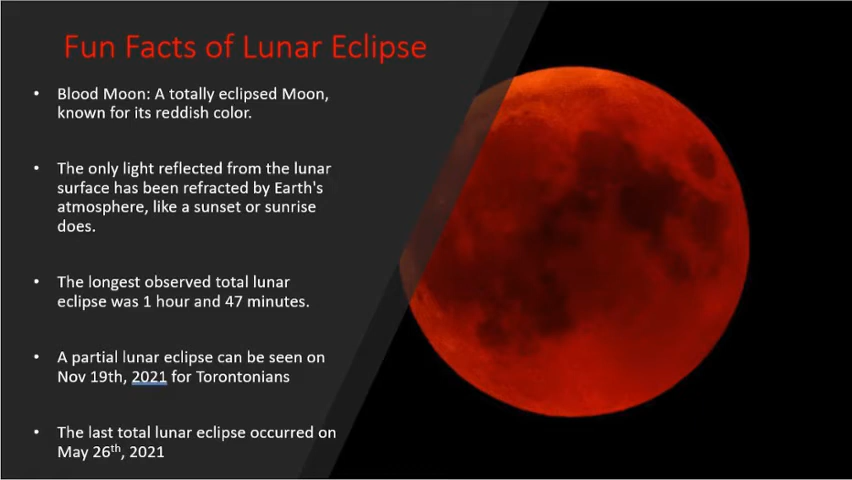 Fun Facts of Lunar Eclipse
• Blood Moon: A totally eclipsed Moon,
known for its reddish color.
• The only light reflected from the lunar
surface has been refracted by Earth's
atmosphere, like a sunset or sunrise
does.
• The longest observed total lunar
eclipse was 1 hour and 47 minutes.
• A partial lunar eclipse can be seen on
Nov 19th, 2021 for Torontonians
• The last total lunar eclipse occurred on
May 26th, 2021